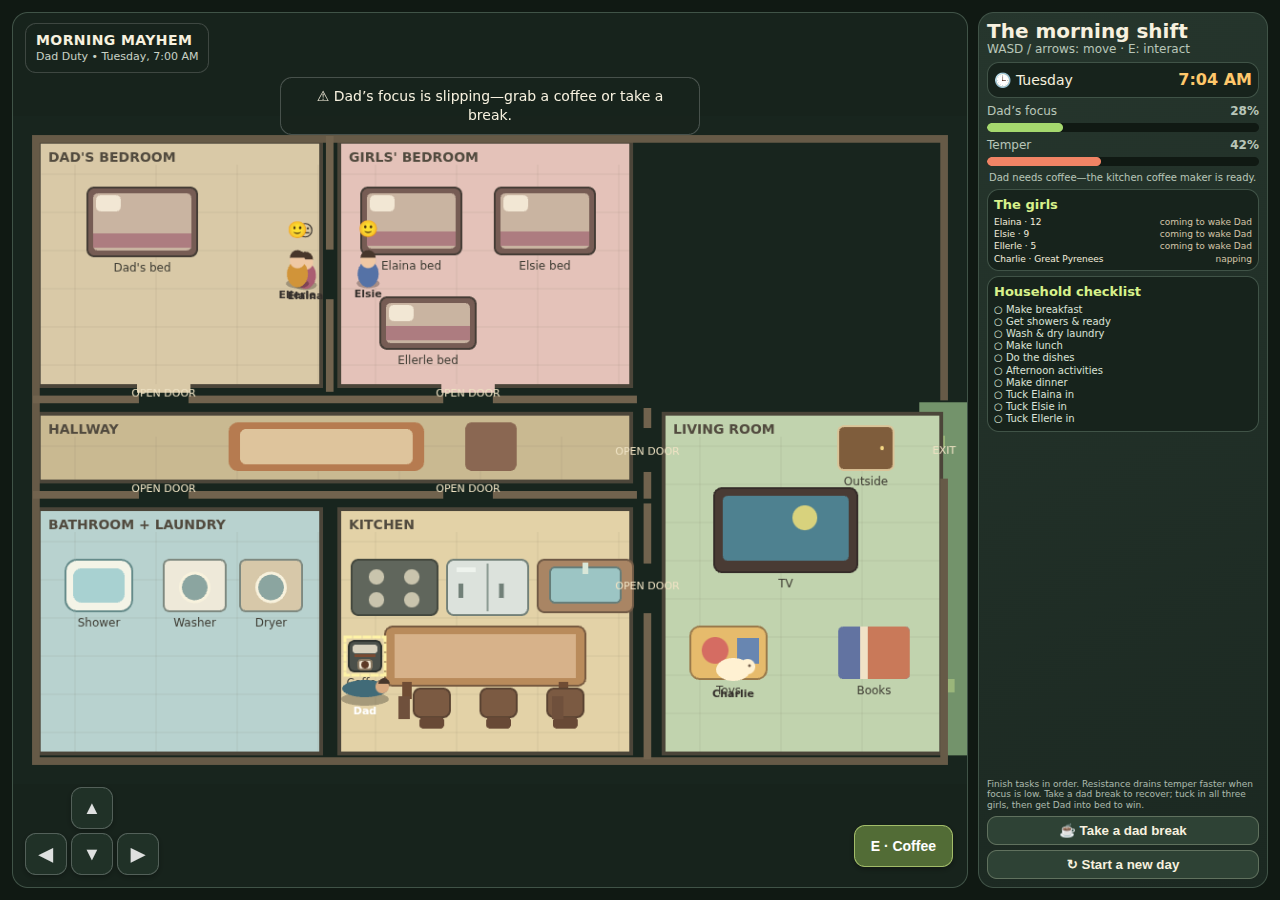 MORNING MAYHEM
Dad Duty • Tuesday, 7:00 AM
⚠ Dad's focus is slipping—grab a coffee or take a
break.
DAD'S BEDROOM
GIRLS' BEDROOM
Dad's bed
Elaina bed
Elsie bed
Elaina
Elsie
Ellerle bed
OPEN DOOR
OPEN DOOR
HALLWAY
OPEN DOOR
LIVING ROOM
EXIT
Outside
OPEN DOOR
OPEN DOOR
BATHROOM + LAUNDRY
KITCHEN
TV
OPEN DOOR
Shower
Washer
Dryer
Dad
Toys
Charlie
Books
▲
◀
▼
▶
E · Coffee
The morning shift
WASD / arrows: move · E: interact
Tuesday
7:04 AM
Dad's focus
28%
Temper
42%
Dad needs coffee—the kitchen coffee maker is ready.
The girls
Elaina · 12
coming to wake Dad
Elsie · 9
coming to wake Dad
Ellerle · 5
coming to wake Dad
Charlie · Great Pyrenees
napping
Household checklist
○ Make breakfast
○ Get showers & ready
○ Wash & dry laundry
○ Make lunch
○ Do the dishes
○ Afternoon activities
○ Make dinner
○ Tuck Elaina in
○ Tuck Elsie in
○ Tuck Ellerle in
Finish tasks in order. Resistance drains temper faster when
focus is low. Take a dad break to recover; tuck in all three
girls, then get Dad into bed to win.
☕ Take a dad break
↻ Start a new day